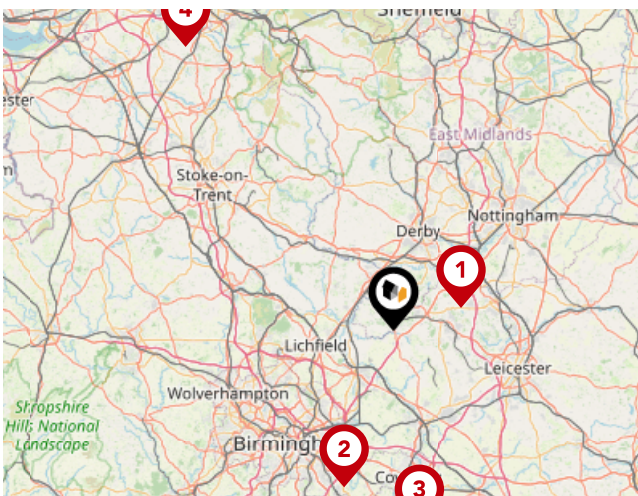 4
Sheffield
East Midlands
Stoke-on-
Trent
Nottingham
Derby
1
Lichfield
Leicester
Wolverhampton
Shropshire
Hills National
Landscape
Birmingh
2
Co
3